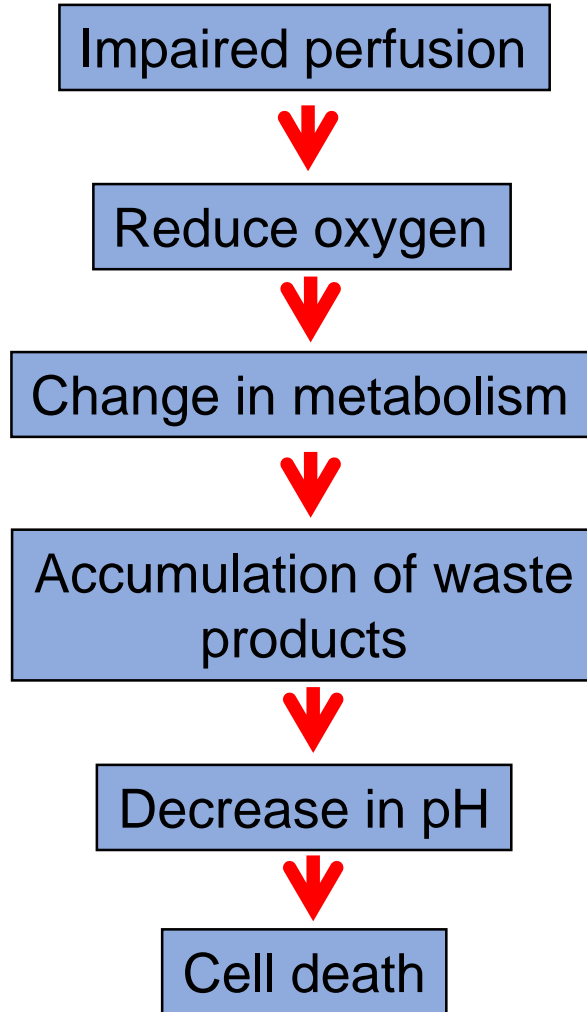 Impaired perfusion
Reduce oxygen
Change in metabolism
Accumulation of waste
products
Decrease in pH
Cell death